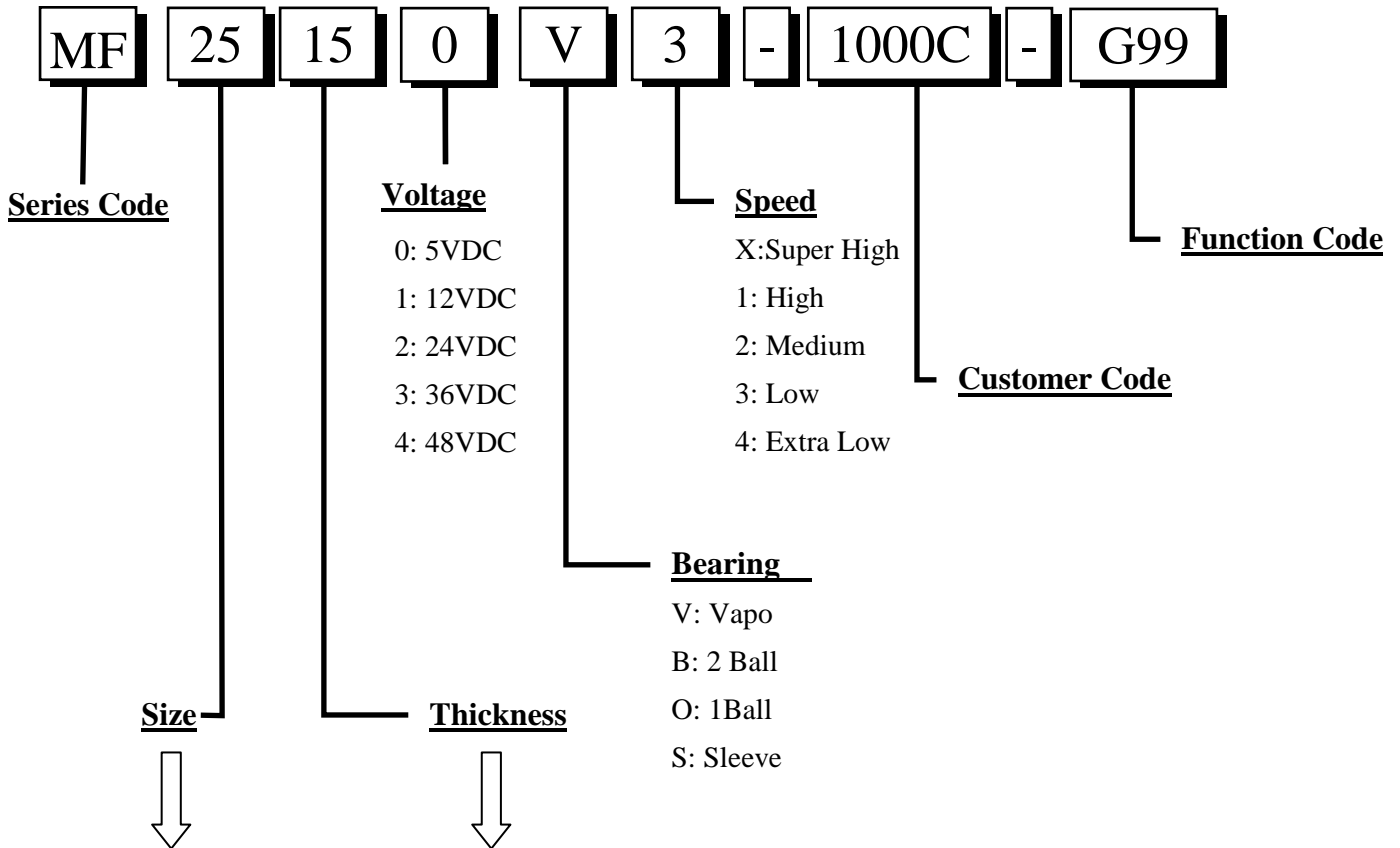 MF 25 15 0 V 3 - 1000C - G99
Series Code
Voltage
0: 5VDC
1: 12VDC
2: 24VDC
3: 36VDC
4: 48VDC
Speed
X:Super High
1: High
2: Medium
3: Low
4: Extra Low
Function Code
Customer Code
Bearing
V: Vapo
B: 2 Ball
O: 1Ball
S: Sleeve
Size
Thickness